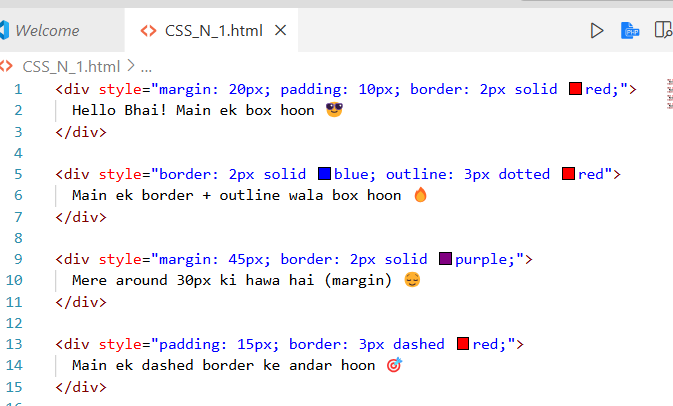 Welcome CSS_N_1.html ×
PHP
CSS_N_1.html > ...
1 <div style="margin: 20px; padding: 10px; border: 2px solid red;">
2 Hello Bhai! Main ek box hoon 😎
3 </div>
4
5 <div style="border: 2px solid blue; outline: 3px dotted red">
6 Main ek border + outline wala box hoon 🔥
7 </div>
8
9 <div style="margin: 45px; border: 2px solid purple;">
10 Mere around 30px ki hawa hai (margin) 😌
11 </div>
12
13 <div style="padding: 15px; border: 3px dashed red;">
14 Main ek dashed border ke andar hoon 🎯
15 </div>